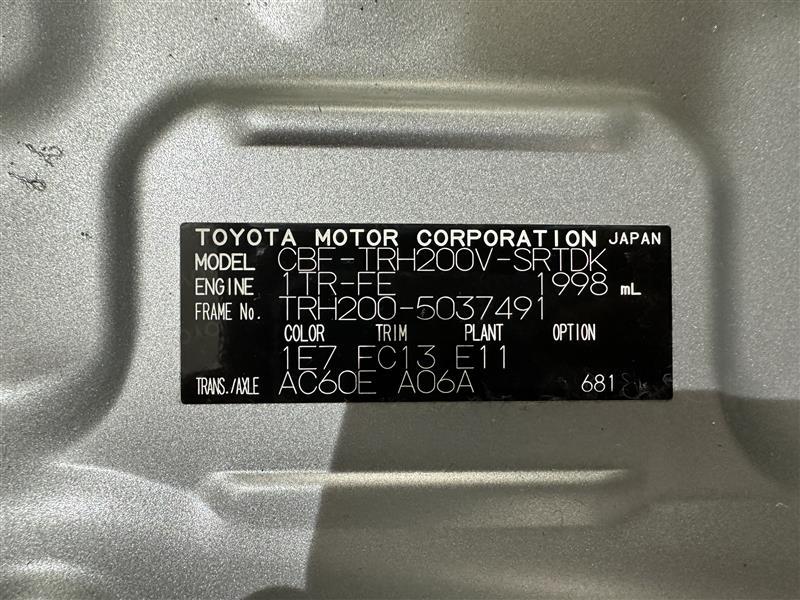 TOYOTA MOTOR CORPORATION JAPAN
MODEL CBF-TRH200V-SRTDK
ENGINE 1TR-FE 1998 mL
FRAME No. TRH200-5037491
COLOR TRIM PLANT OPTION
1E7 FC13 E11
TRANS./AXLE AC60E A06A 681